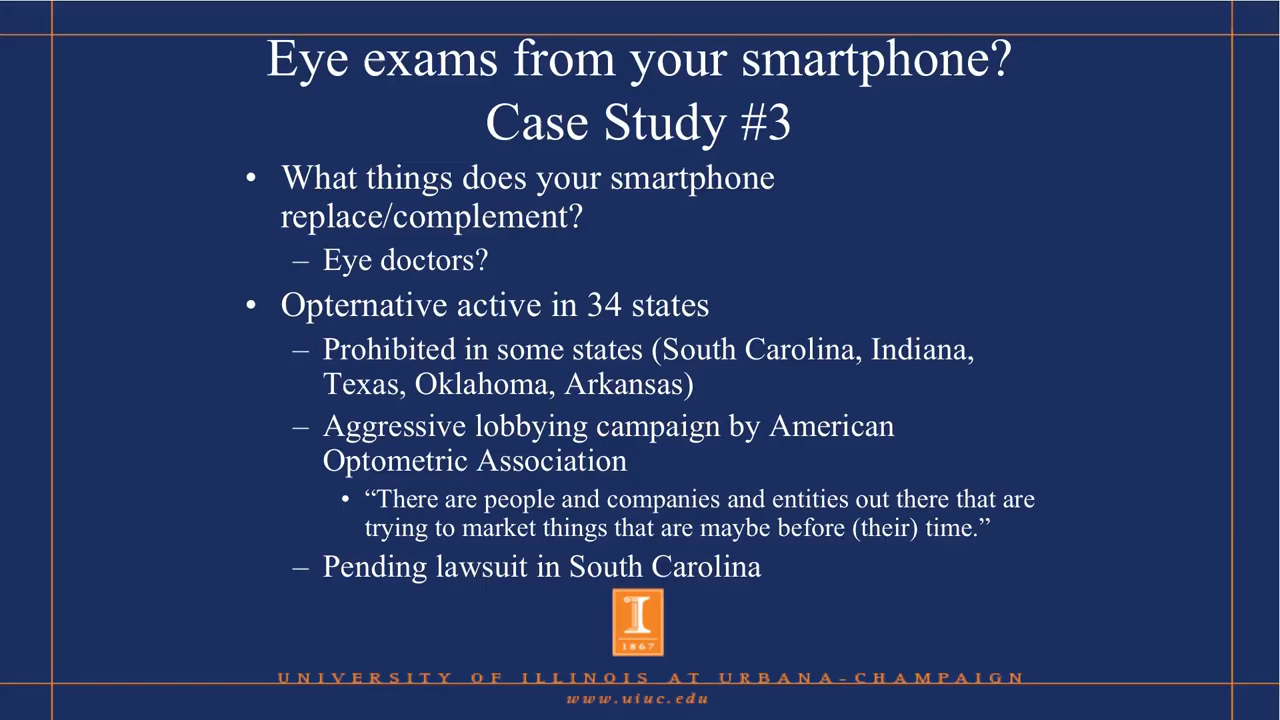 Eye exams from your smartphone?
Case Study #3
• What things does your smartphone
replace/complement?
– Eye doctors?
• Opternative active in 34 states
– Prohibited in some states (South Carolina, Indiana,
Texas, Oklahoma, Arkansas)
– Aggressive lobbying campaign by American
Optometric Association
• “There are people and companies and entities out there that are
trying to market things that are maybe before (their) time.”
– Pending lawsuit in South Carolina
I
1867
UNIVERSITY OF ILLINOIS AT URBANA-CHAMPAIGN
www.uiuc.edu